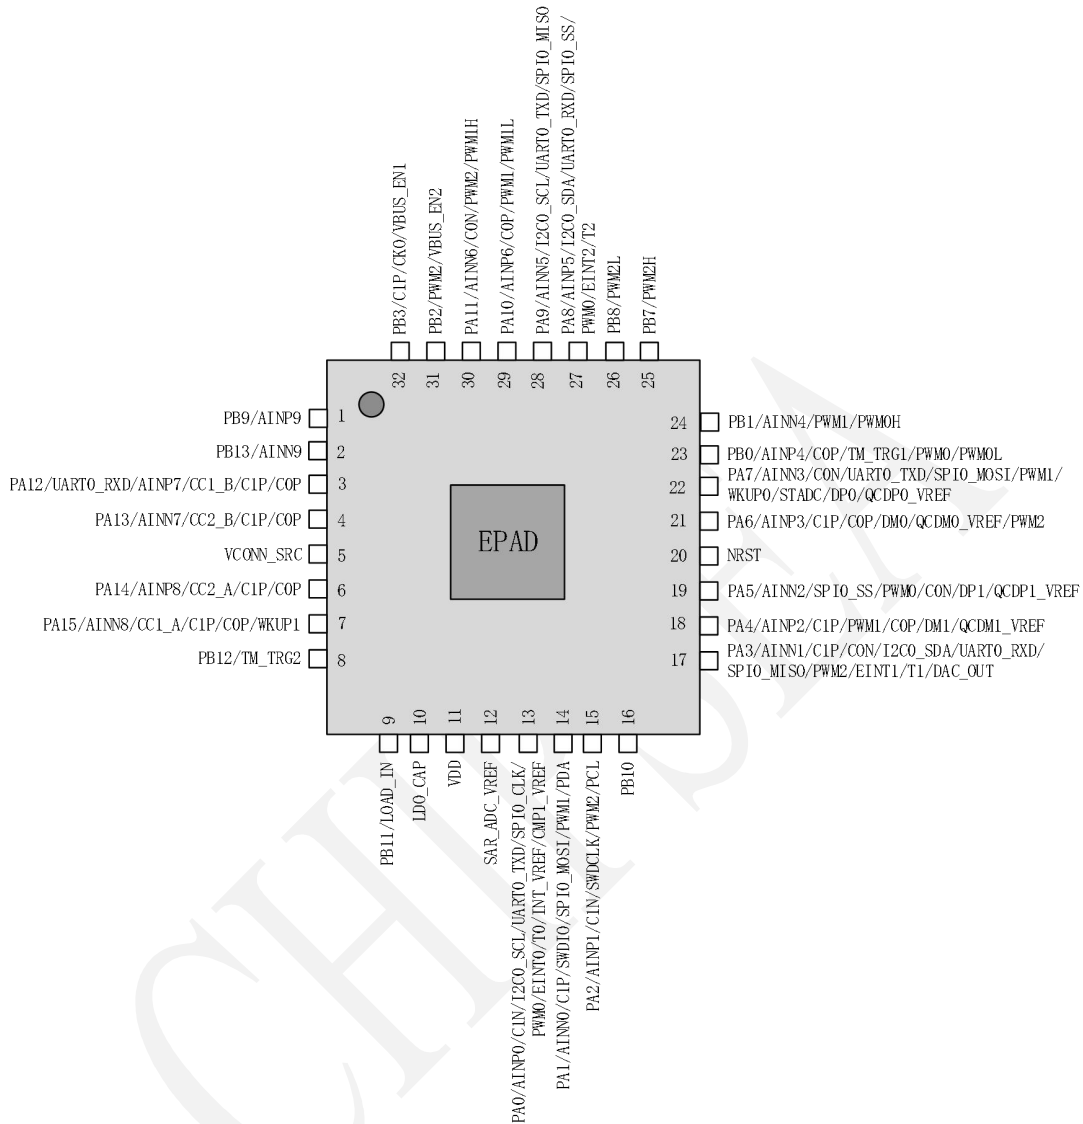 PB3/C1P/CKO/VBUS_EN1
PB2/PWM2/VBUS_EN2
PA11/AINN6/C0N/PWM2/PWM1H
PA10/AINP6/C0P/PWM1/PWM1L
PA9/AINN5/I2C0_SCL/UART0_TXD/SPI0_MISO
PA8/AINP5/I2C0_SDA/UART0_RXD/SPI0_SS/
PWM0/EINT2/T2
PB8/PWM2L
PB7/PWM2H
32
31
30
29
28
27
26
25
PB9/AINP9
1
PB13/AINN9
2
PA12/UART0_RXD/AINP7/CC1_B/C1P/C0P
3
PA13/AINN7/CC2_B/C1P/C0P
4
VCONN_SRC
5
PA14/AINP8/CC2_A/C1P/C0P
6
PA15/AINN8/CC1_A/C1P/C0P/WKUP1
7
PB12/TM_TRG2
8
EPAD
24
PB1/AINN4/PWM1/PWM0H
23
PB0/AINP4/C0P/TM_TRG1/PWM0/PWM0L
22
PA7/AINN3/C0N/UART0_TXD/SPI0_MOSI/PWM1/
WKUP0/STADC/DP0/QCDP0_VREF
21
PA6/AINP3/C1P/C0P/DM0/QCDM0_VREF/PWM2
20
NRST
19
PA5/AINN2/SPI0_SS/PWM0/C0N/DP1/QCDP1_VREF
18
PA4/AINP2/C1P/PWM1/C0P/DM1/QCDM1_VREF
17
PA3/AINN1/C1P/C0N/I2C0_SDA/UART0_RXD/
SPI0_MISO/PWM2/EINT1/T1/DAC_OUT
9
10
11
12
13
14
15
16
PB11/LOAD_IN
LDO_CAP
VDD
SAR_ADC_VREF
PA0/AINP0/C1N/I2C0_SCL/UART0_TXD/SPI0_CLK/
PWM0/EINT0/T0/INT_VREF/CMP1_VREF
PA1/AINN0/C1P/SWDIO/SPI0_MOSI/PWM1/PDA
PA2/AINP1/C1N/SWDCLK/PWM2/PCL
PB10
CHIPSEA